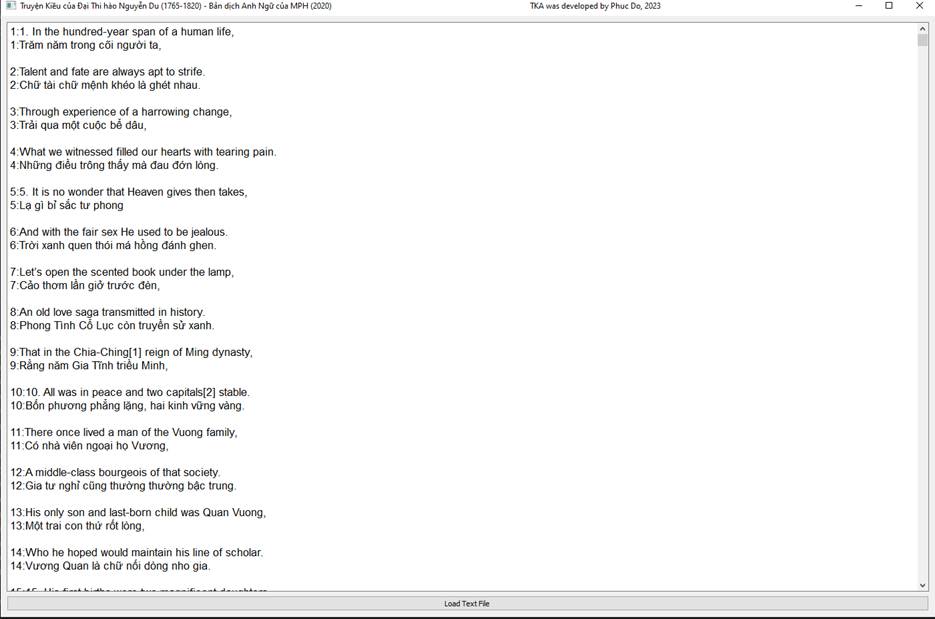 Truyện Kiều của Đại Thi hào Nguyễn Du (1765-1820) - Bản dịch Anh Ngữ của MPH (2020) TKA was developed by Phuc Do, 2023
1:1. In the hundred-year span of a human life,
1:Trăm năm trong cõi người ta,
2:Talent and fate are always apt to strife.
2:Chữ tài chữ mệnh khéo là ghét nhau.
3:Through experience of a harrowing change,
3:Trải qua một cuộc bể dâu,
4:What we witnessed filled our hearts with tearing pain.
4:Những điều trông thấy mà đau đớn lòng.
5:5. It is no wonder that Heaven gives then takes,
5:Lạ gì bỉ sắc tư phong
6:And with the fair sex He used to be jealous.
6:Trời xanh quen thói má hồng đánh ghen.
7:Let's open the scented book under the lamp,
7:Cảo thơm lần giở trước đèn,
8:An old love saga transmitted in history.
8:Phong Tình Cổ Lục còn truyền sử xanh.
9:That in the Chia-Ching[1] reign of Ming dynasty,
9:Rằng năm Gia Tĩnh triều Minh,
10:10. All was in peace and two capitals[2] stable.
10:Bốn phương phẳng lặng, hai kinh vững vàng.
11:There once lived a man of the Vuong family,
11:Có nhà viên ngoại họ Vương,
12:A middle-class bourgeois of that society.
12:Gia tư nghỉ cũng thường thường bậc trung.
13:His only son and last-born child was Quan Vuong,
13:Một trai con thứ rốt lòng,
14:Who he hoped would maintain his line of scholar.
14:Vương Quan là chữ nối dòng nho gia.
15:15. His first births were two magnificent daughters
Load Text File